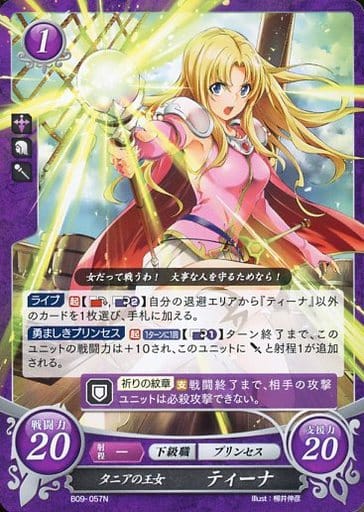 1
女だって戦うわ！ 大事な人を守るためなら！
ライブ 起 【 、 2】自分の退避エリアから『ティーナ』以外
のカードを1枚選び、手札に加える。
勇ましきプリンセス 起 1ターンに1回 【 1】ターン終了まで、この
ユニットの戦闘力は+10され、このユニットに と射程1が追加
される。
祈りの紋章 支 戦闘終了まで、相手の攻撃
ユニットは必殺攻撃できない。
戦闘力
20
射程
ー
下級職
プリンセス
支援力
20
タニアの王女 ティーナ
B09-057N
Illust：柳井伸彦